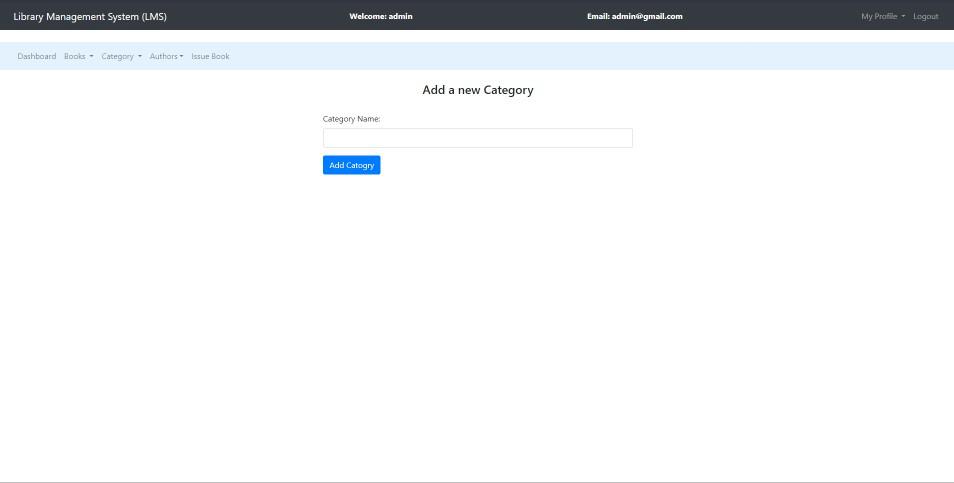 Library Management System (LMS) Welcome: admin Email: admin@gmail.com My Profile Logout
Dashboard Books Category Authors Issue Book
Add a new Category
Category Name:
Add Catogry